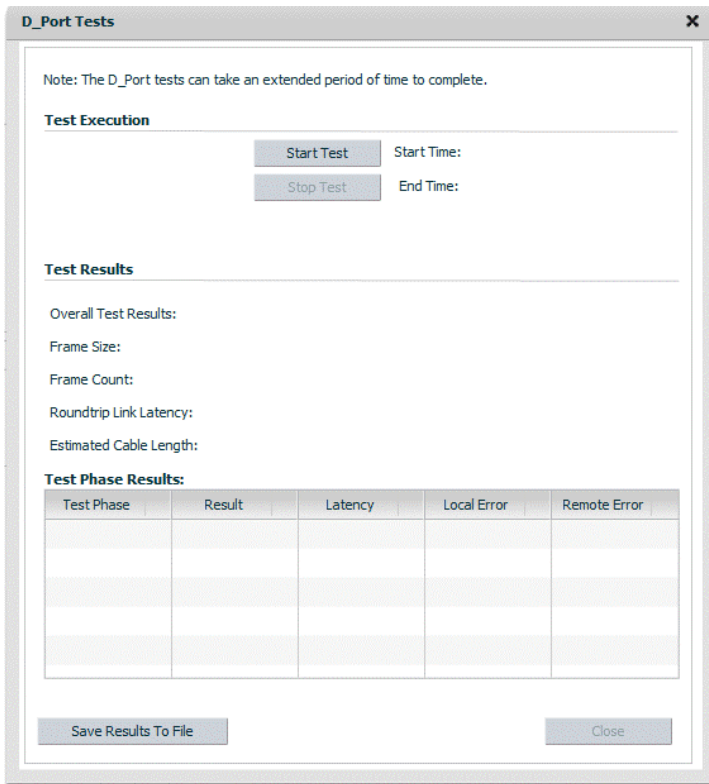 D_Port Tests
Note: The D_Port tests can take an extended period of time to complete.
Test Execution
Start Test Start Time:
Stop Test End Time:
Test Results
Overall Test Results:
Frame Size:
Frame Count:
Roundtrip Link Latency:
Estimated Cable Length:
Test Phase Results:
Test Phase Result Latency Local Error Remote Error
Save Results To File Close